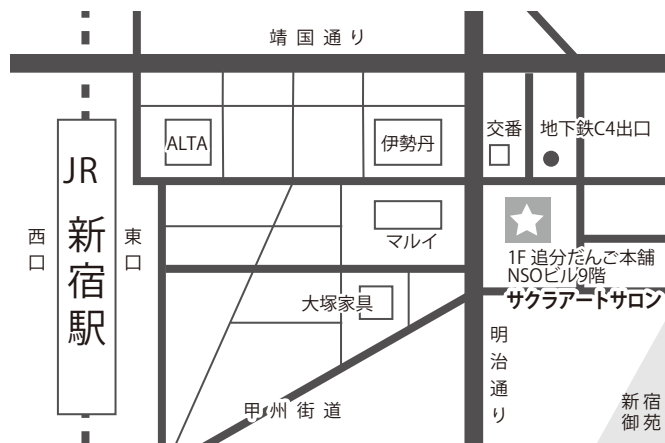 靖国通り
ALTA
伊勢丹
交番
地下鉄C4出口
JR
新宿駅
西口
東口
マルイ
1F 追分だんご本舗
NSOビル9階
サクラアートサロン
大塚家具
明治通り
甲州街道
新宿
御苑